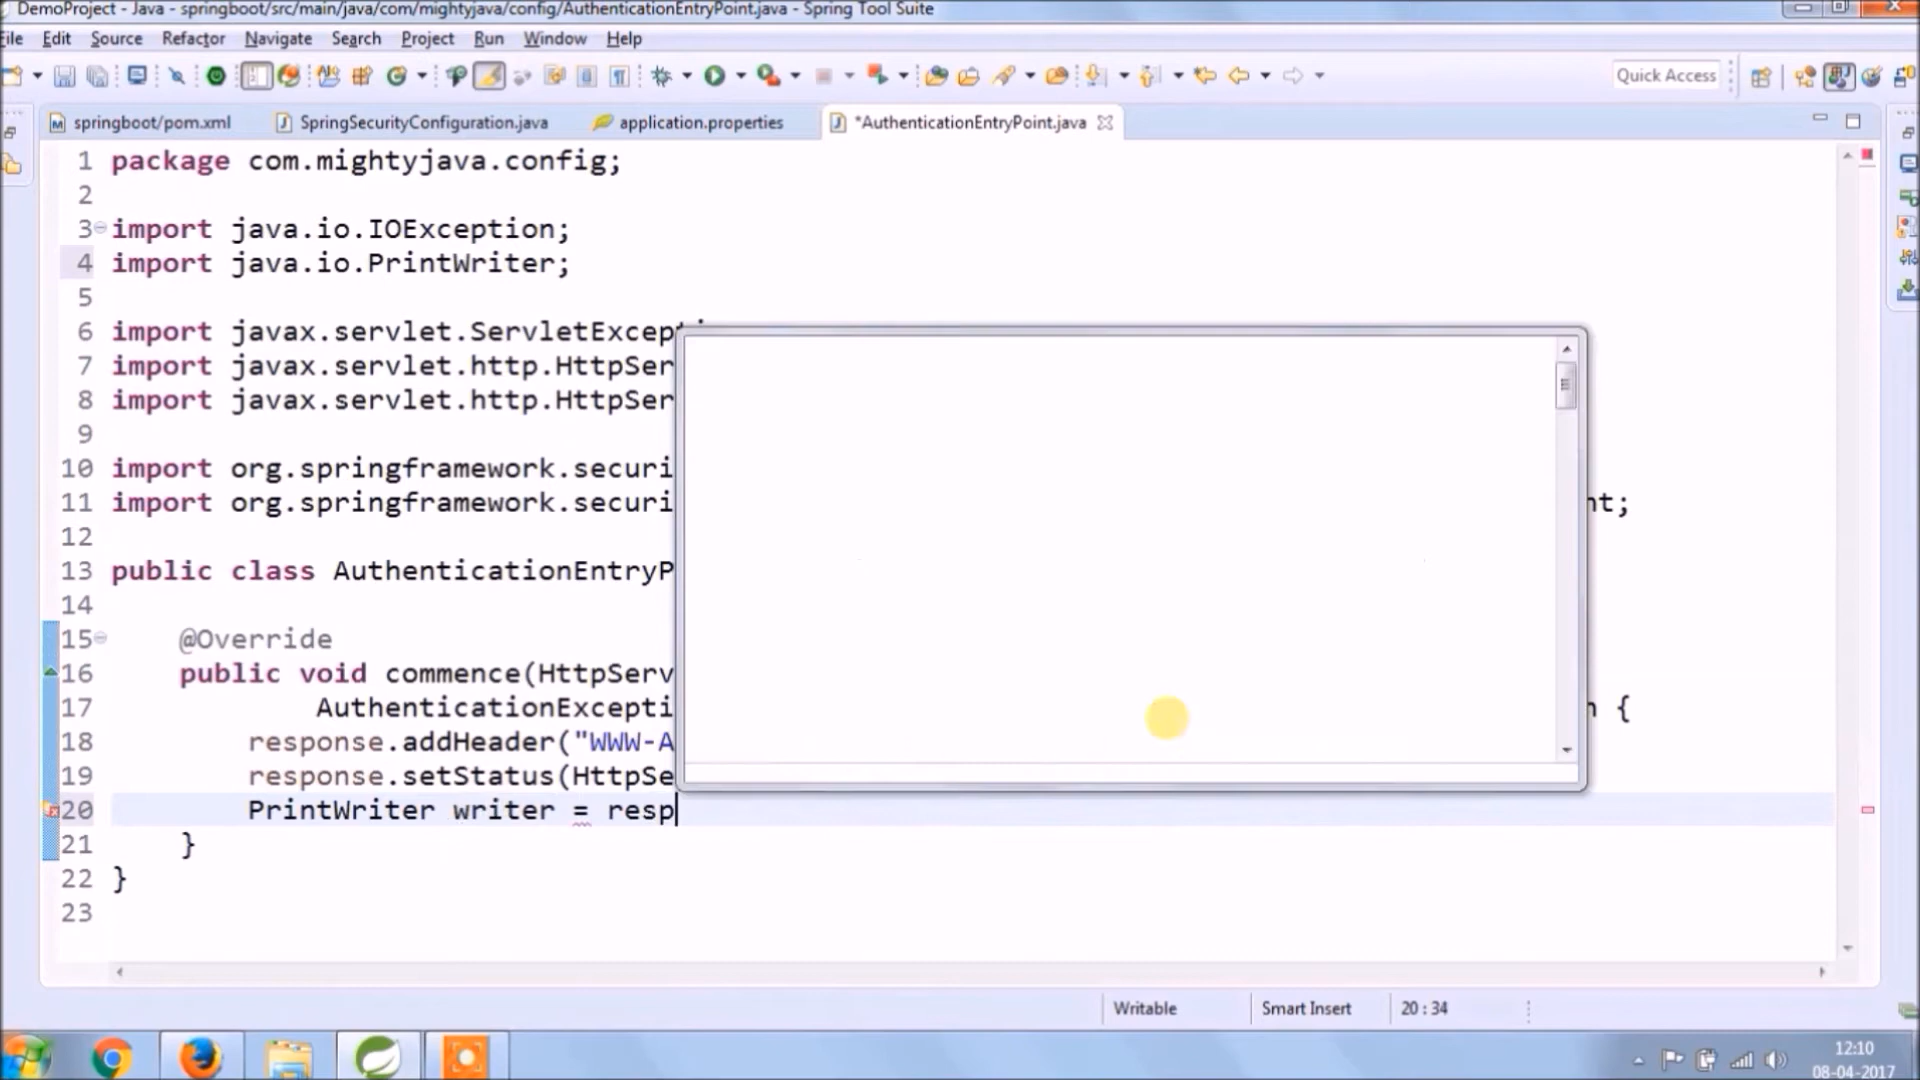 DemoProject - Java - springboot/src/main/java/com/mightyjava/config/AuthenticationEntryPoint.java - Spring Tool Suite
File Edit Source Refactor Navigate Search Project Run Window Help
Quick Access
springboot/pom.xml SpringSecurityConfiguration.java application.properties *AuthenticationEntryPoint.java
1 package com.mightyjava.config;
2
3 import java.io.IOException;
4 import java.io.PrintWriter;
5
6 import javax.servlet.ServletExcepti
7 import javax.servlet.http.HttpSer
8 import javax.servlet.http.HttpSer
9
10 import org.springframework.securi
11 import org.springframework.securi nt;
12
13 public class AuthenticationEntryP
14
15 @Override
16 public void commence(HttpServ
17 AuthenticationExcepti n {
18 response.addHeader("WWW-A
19 response.setStatus(HttpSe
20 PrintWriter writer = resp
21 }
22 }
23
Writable Smart Insert 20 : 34
12:10
08-04-2017